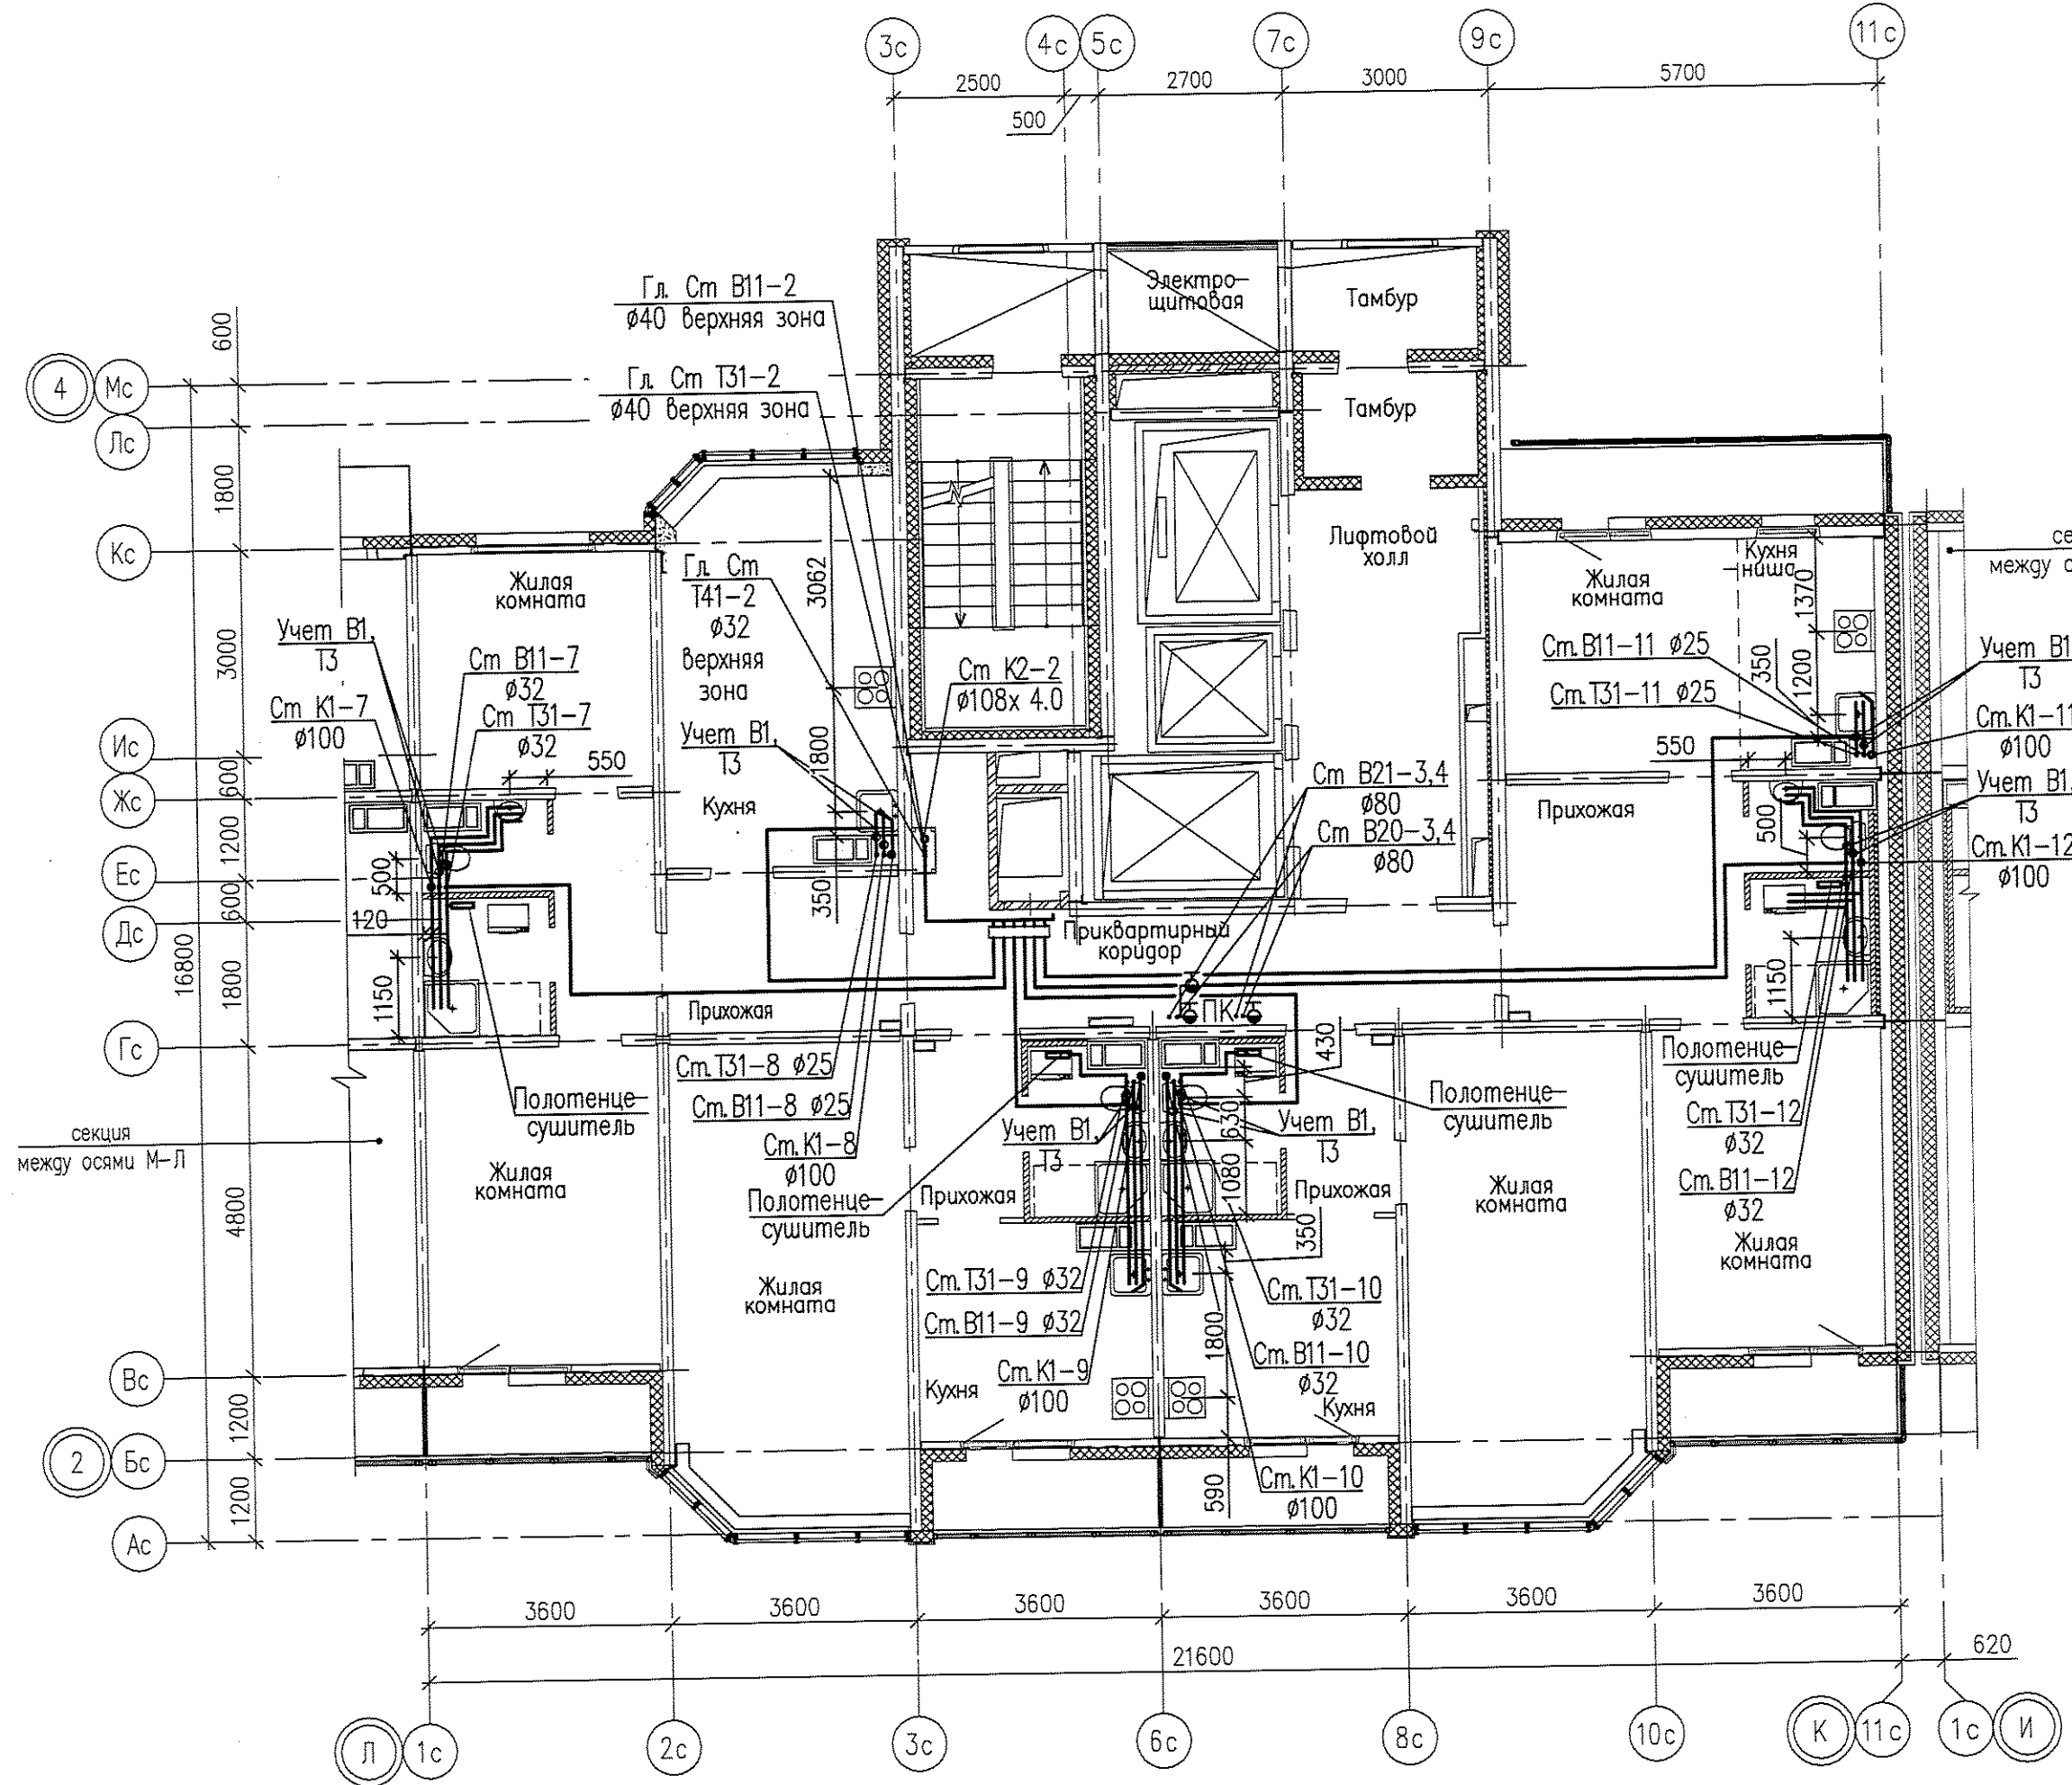 3с
4с
5с
7с
9с
11с
2500
2700
3000
5700
500
Гл. Ст В11-2
ø40 верхняя зона
Гл. Ст Т31-2
ø40 верхняя зона
Электро-
щитовая
Тамбур
Тамбур
600
4
Мс
Лс
1800
Кс
Жилая
комната
Гл. Ст
Т41-2
ø32
верхняя
зона
3062
Лифтовой
холл
Жилая
комната
Кухня
ниша
1370
се
между о
3000
Учет В1,
Т3
Ст В11-7
ø32
Ст К1-7
ø100
Ст Т31-7
ø32
Ст К2-2
ø108х 4.0
Учет В1,
Т3
1800
Ст.В11-11 ø25
350
1200
Учет В1
Т3
Ст.Т31-11 ø25
Ст.К1-11
ø100
Ис
600
550
550
Жс
Кухня
Ст В21-3,4
ø80
Прихожая
Учет В1,
Т3
1200
500
Ст В20-3,4
ø80
500
Ст.К1-12
ø100
Ес
350
600
120
Дс
Приквартирный
коридор
16800
1800
1150
1150
Прихожая
ПК
Гс
430
Ст.Т31-8 ø25
Полотенце-
сушитель
Полотенце-
сушитель
Ст.В11-8 ø25
Полотенце-
сушитель
Учет В1,
Т3
630
Учет В1,
Т3
Ст.Т31-12
ø32
секция
между осями М-Л
Ст.К1-8
ø100
Жилая
комната
Полотенце-
сушитель
Прихожая
1080
Прихожая
Жилая
комната
Ст.В11-12
ø32
4800
350
Жилая
комната
Жилая
комната
Ст.Т31-9 ø32
Ст.Т31-10
ø32
Ст.В11-9 ø32
1800
Ст.В11-10
ø32
Вс
Кухня
Ст.К1-9
ø100
Кухня
1200
2
Бс
590
Ст.К1-10
ø100
1200
Ас
3600
3600
3600
3600
3600
3600
21600
620
Л
1с
2с
3с
6с
8с
10с
К
11с
1с
И